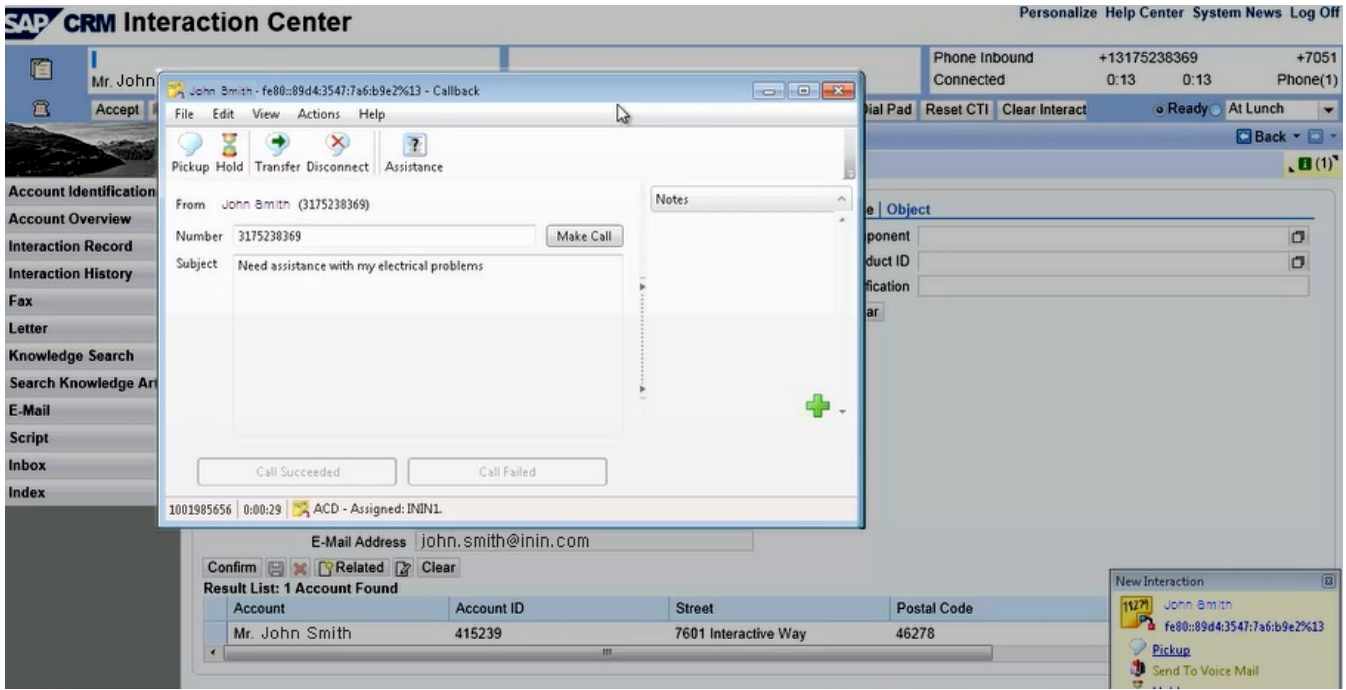 SAP CRM Interaction Center
Personalize Help Center System News Log Off
Mr. John
Phone Inbound +13175238369 +7051
Connected 0:13 0:13 Phone(1)
Accept
Dial Pad Reset CTI Clear Interact Ready At Lunch
Back
(1)
Account Identification
Account Overview
Interaction Record
Interaction History
Fax
Letter
Knowledge Search
Search Knowledge Art
E-Mail
Script
Inbox
Index
John Smith - fe80::89d4:3547:7a6:b9e2%13 - Callback
File Edit View Actions Help
Pickup Hold Transfer Disconnect Assistance
From John Smith (3175238369)
Number 3175238369 Make Call
Subject Need assistance with my electrical problems
Notes
Call Succeeded Call Failed
1001985656 0:00:29 ACD - Assigned: ININ1.
e | Object
ponent
duct ID
fication
ar
E-Mail Address john.smith@inin.com
Confirm Related Clear
Result List: 1 Account Found
Account Account ID Street Postal Code
Mr. John Smith 415239 7601 Interactive Way 46278
New Interaction
11279 John Smith
fe80::89d4:3547:7a6:b9e2%13
Pickup
Send To Voice Mail